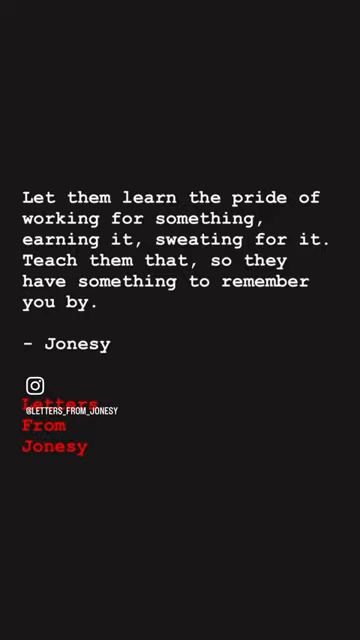 Let them learn the pride of
working for something,
earning it, sweating for it.
Teach them that, so they
have something to remember
you by.
- Jonesy
Letters
@LETTERS_FROM_JONESY
From
Jonesy